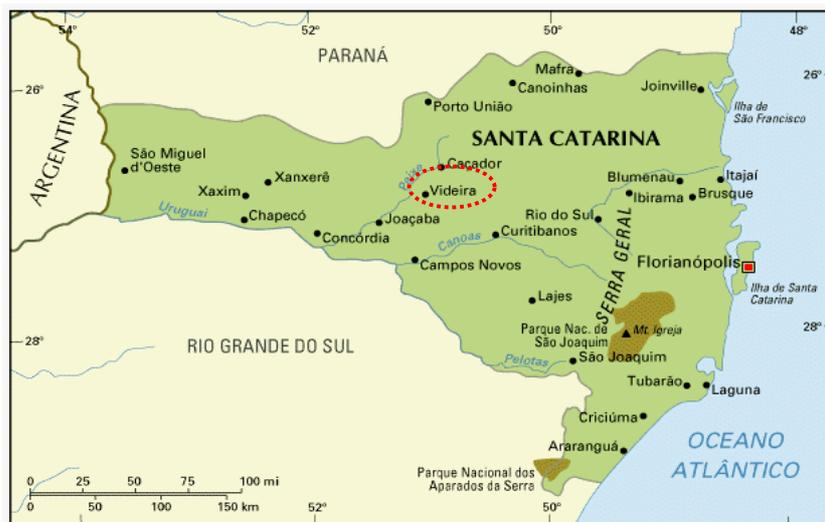 54°
52°
50°
48°
PARANÁ
26°
26°
Mafra
Canoinhas
Joinville
Porto União
Ilha de
São Francisco
ARGENTINA
SANTA CATARINA
São Miguel
d'Oeste
Caçador
Peixe
Xanxerê
Videira
Blumenau
Itajaí
Xaxim
Ibirama
Brusque
Uruguai
Chapecó
Joaçaba
Rio do Sul
Concórdia
Canoas
Curitibanos
SERRA GERAL
Florianópolis
Campos Novos
Ilha de Santa
Catarina
Lajes
28°
28°
RIO GRANDE DO SUL
Parque Nac. de
São Joaquim
Mt. Igreja
Pelotas
São Joaquim
Tubarão
Laguna
Criciúma
Araranguá
OCEANO
ATLÂNTICO
Parque Nacional dos
Aparados da Serra
0 25 50 75 100 mi
0 50 100 150 km
52°
50°